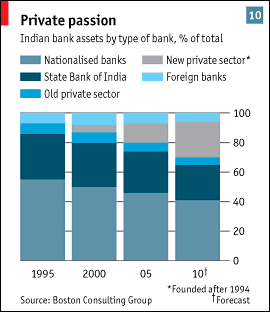 Private passion
10
Indian bank assets by type of bank, % of total
Nationalised banks
New private sector*
State Bank of India
Foreign banks
Old private sector
100
80
60
40
20
0
1995 2000 05 10†
*Founded after 1994
Source: Boston Consulting Group †Forecast